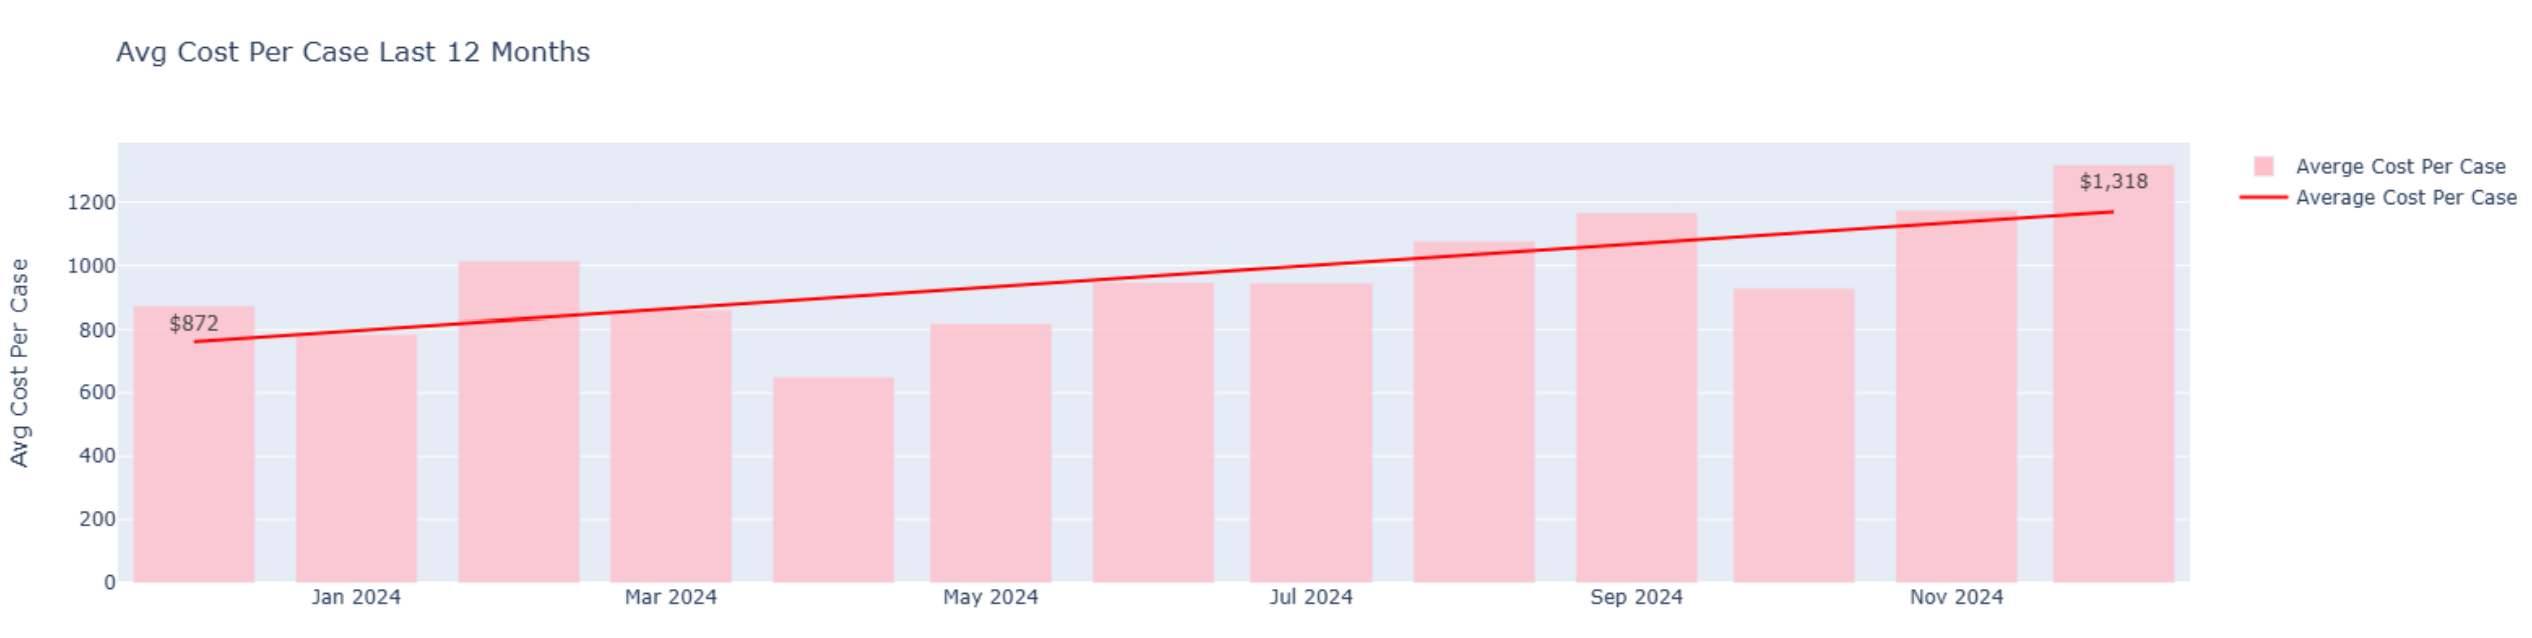 Avg Cost Per Case Last 12 Months
Averge Cost Per Case
Average Cost Per Case
Avg Cost Per Case
1200
1000
800
600
400
200
0
$872
$1,318
Jan 2024
Mar 2024
May 2024
Jul 2024
Sep 2024
Nov 2024